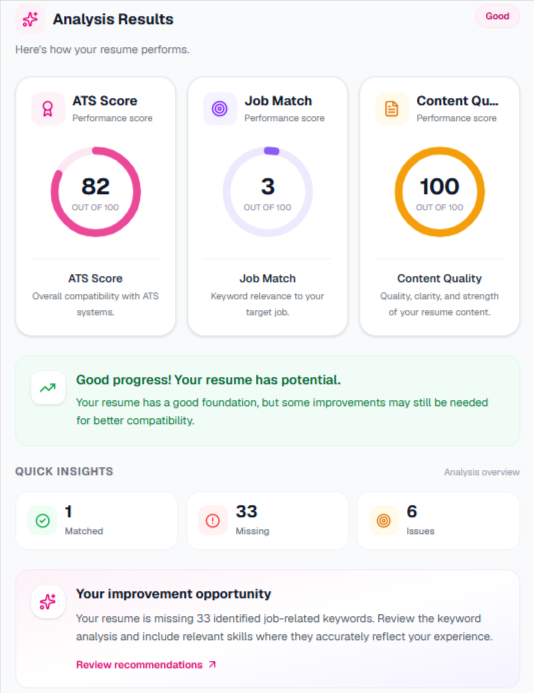 Analysis Results
Good
Here's how your resume performs.
ATS Score
Performance score
82
OUT OF 100
ATS Score
Overall compatibility with ATS
systems.
Job Match
Performance score
3
OUT OF 100
Job Match
Keyword relevance to your
target job.
Content Qu...
Performance score
100
OUT OF 100
Content Quality
Quality, clarity, and strength
of your resume content.
Good progress! Your resume has potential.
Your resume has a good foundation, but some improvements may still be needed
for better compatibility.
QUICK INSIGHTS
Analysis overview
1
Matched
33
Missing
6
Issues
Your improvement opportunity
Your resume is missing 33 identified job-related keywords. Review the keyword
analysis and include relevant skills where they accurately reflect your experience.
Review recommendations